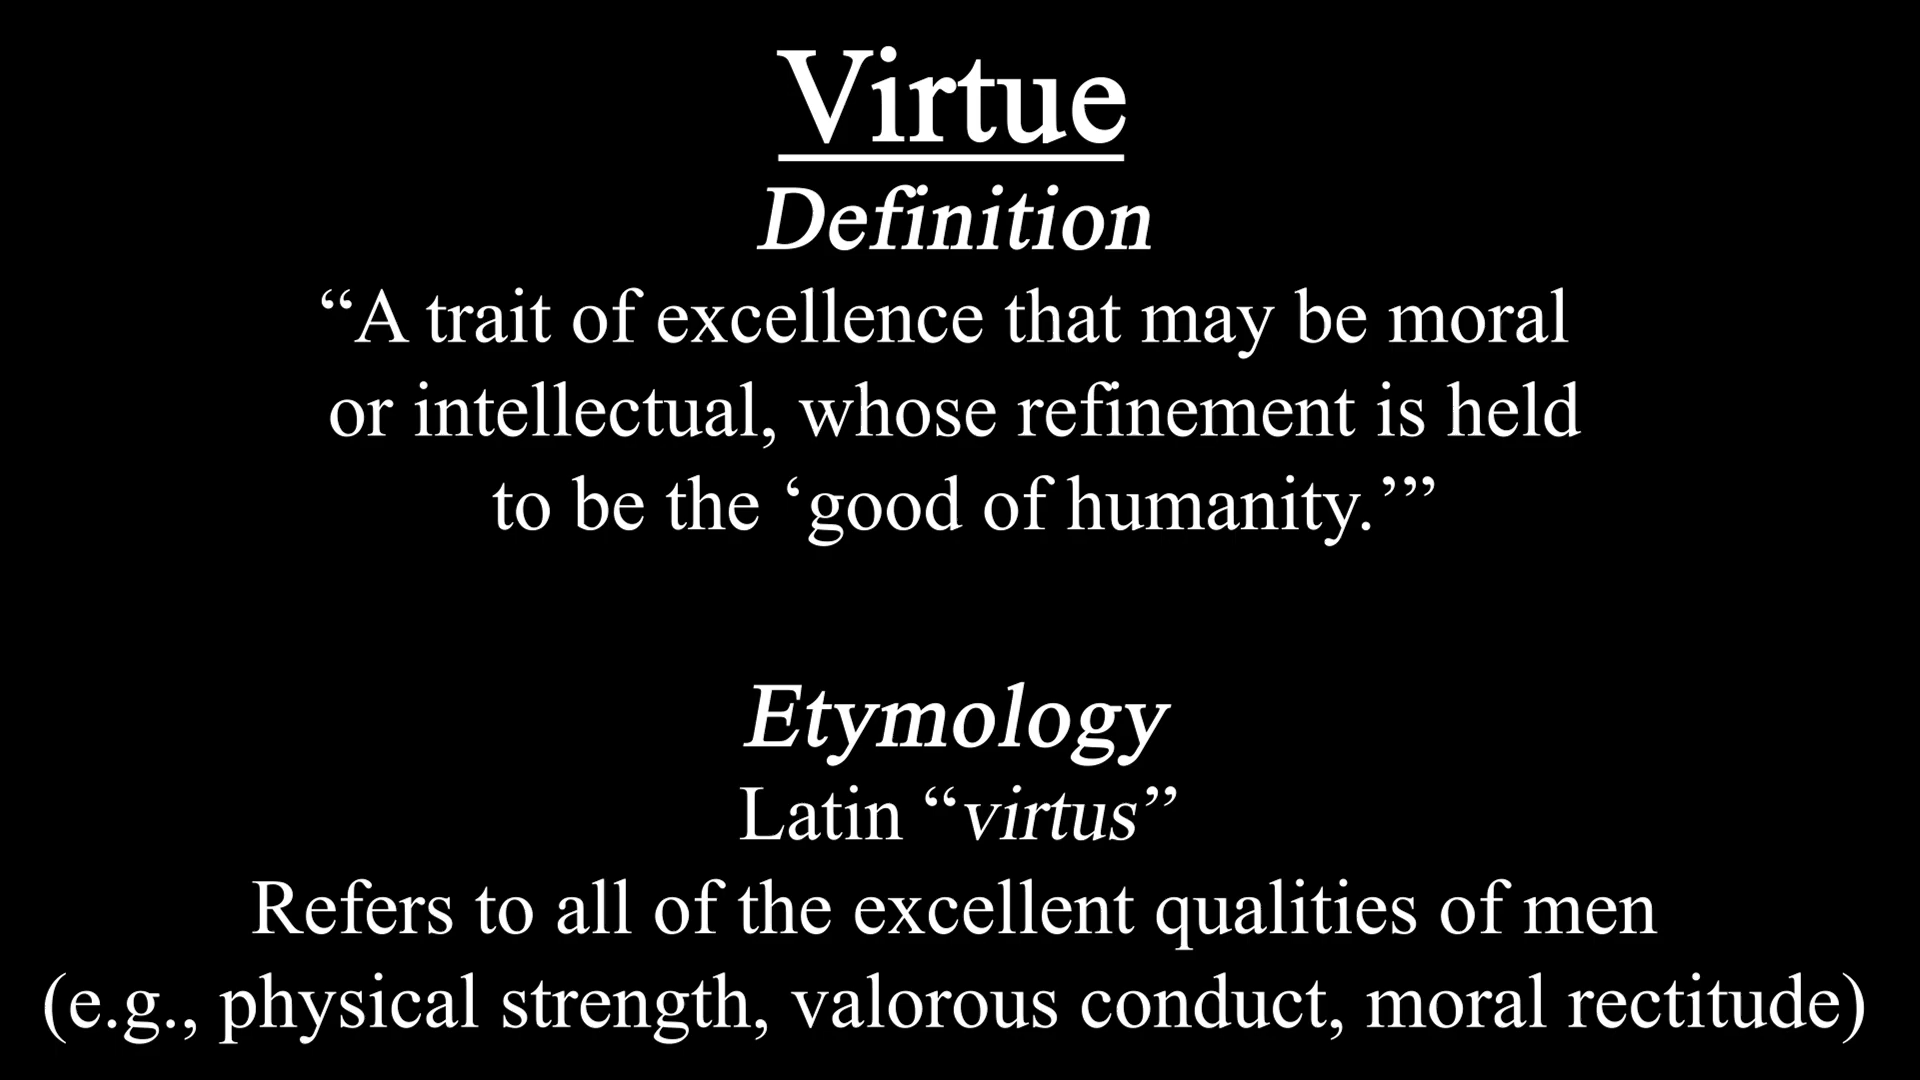 Virtue
Definition
“A trait of excellence that may be moral
or intellectual, whose refinement is held
to be the ‘good of humanity.’”
Etymology
Latin “virtus”
Refers to all of the excellent qualities of men
(e.g., physical strength, valorous conduct, moral rectitude)